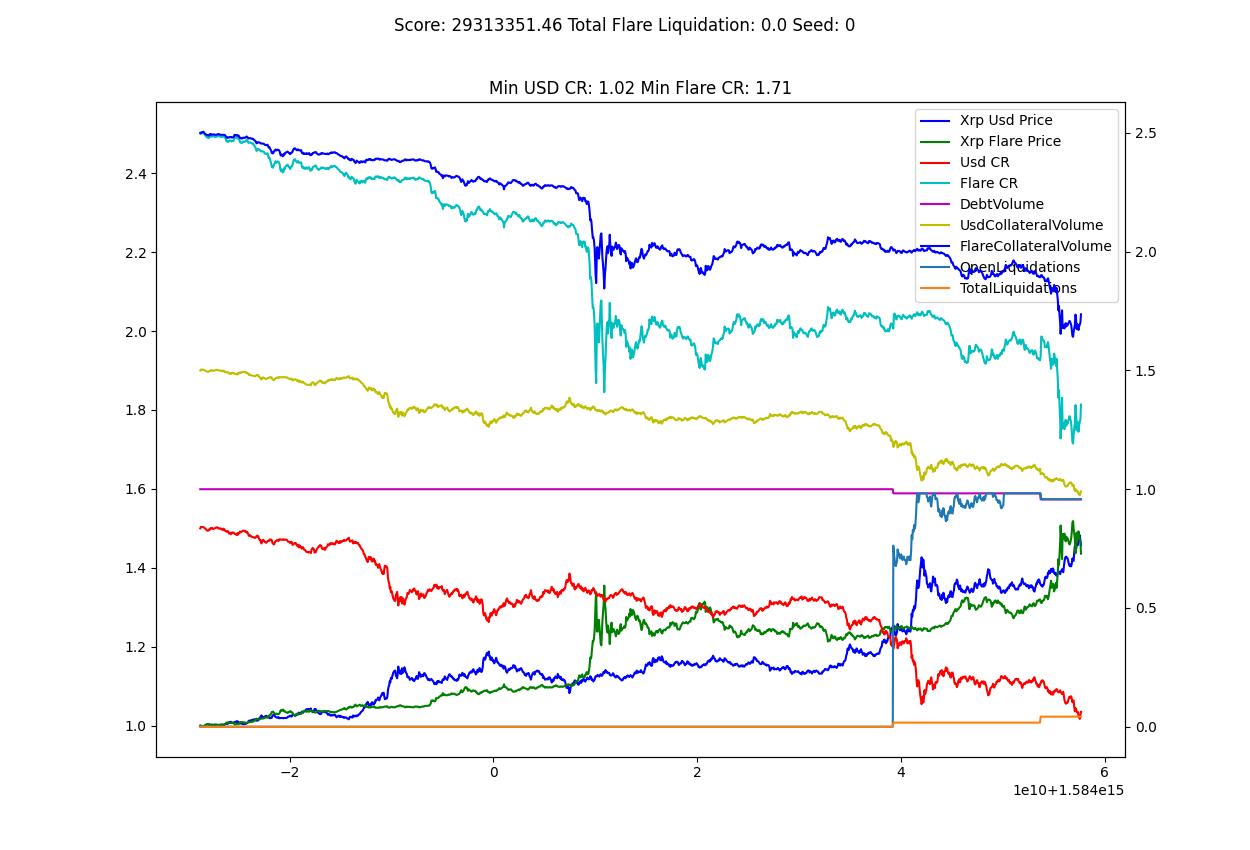 Score: 29313351.46 Total Flare Liquidation: 0.0 Seed: 0
Min USD CR: 1.02 Min Flare CR: 1.71
Xrp Usd Price
Xrp Flare Price
Usd CR
Flare CR
DebtVolume
UsdCollateralVolume
FlareCollateralVolume
OpenLiquidations
TotalLiquidations
2.4
2.2
2.0
1.8
1.6
1.4
1.2
1.0
2.5
2.0
1.5
1.0
0.5
0.0
−2
0
2
4
6
1e10+1.584e15